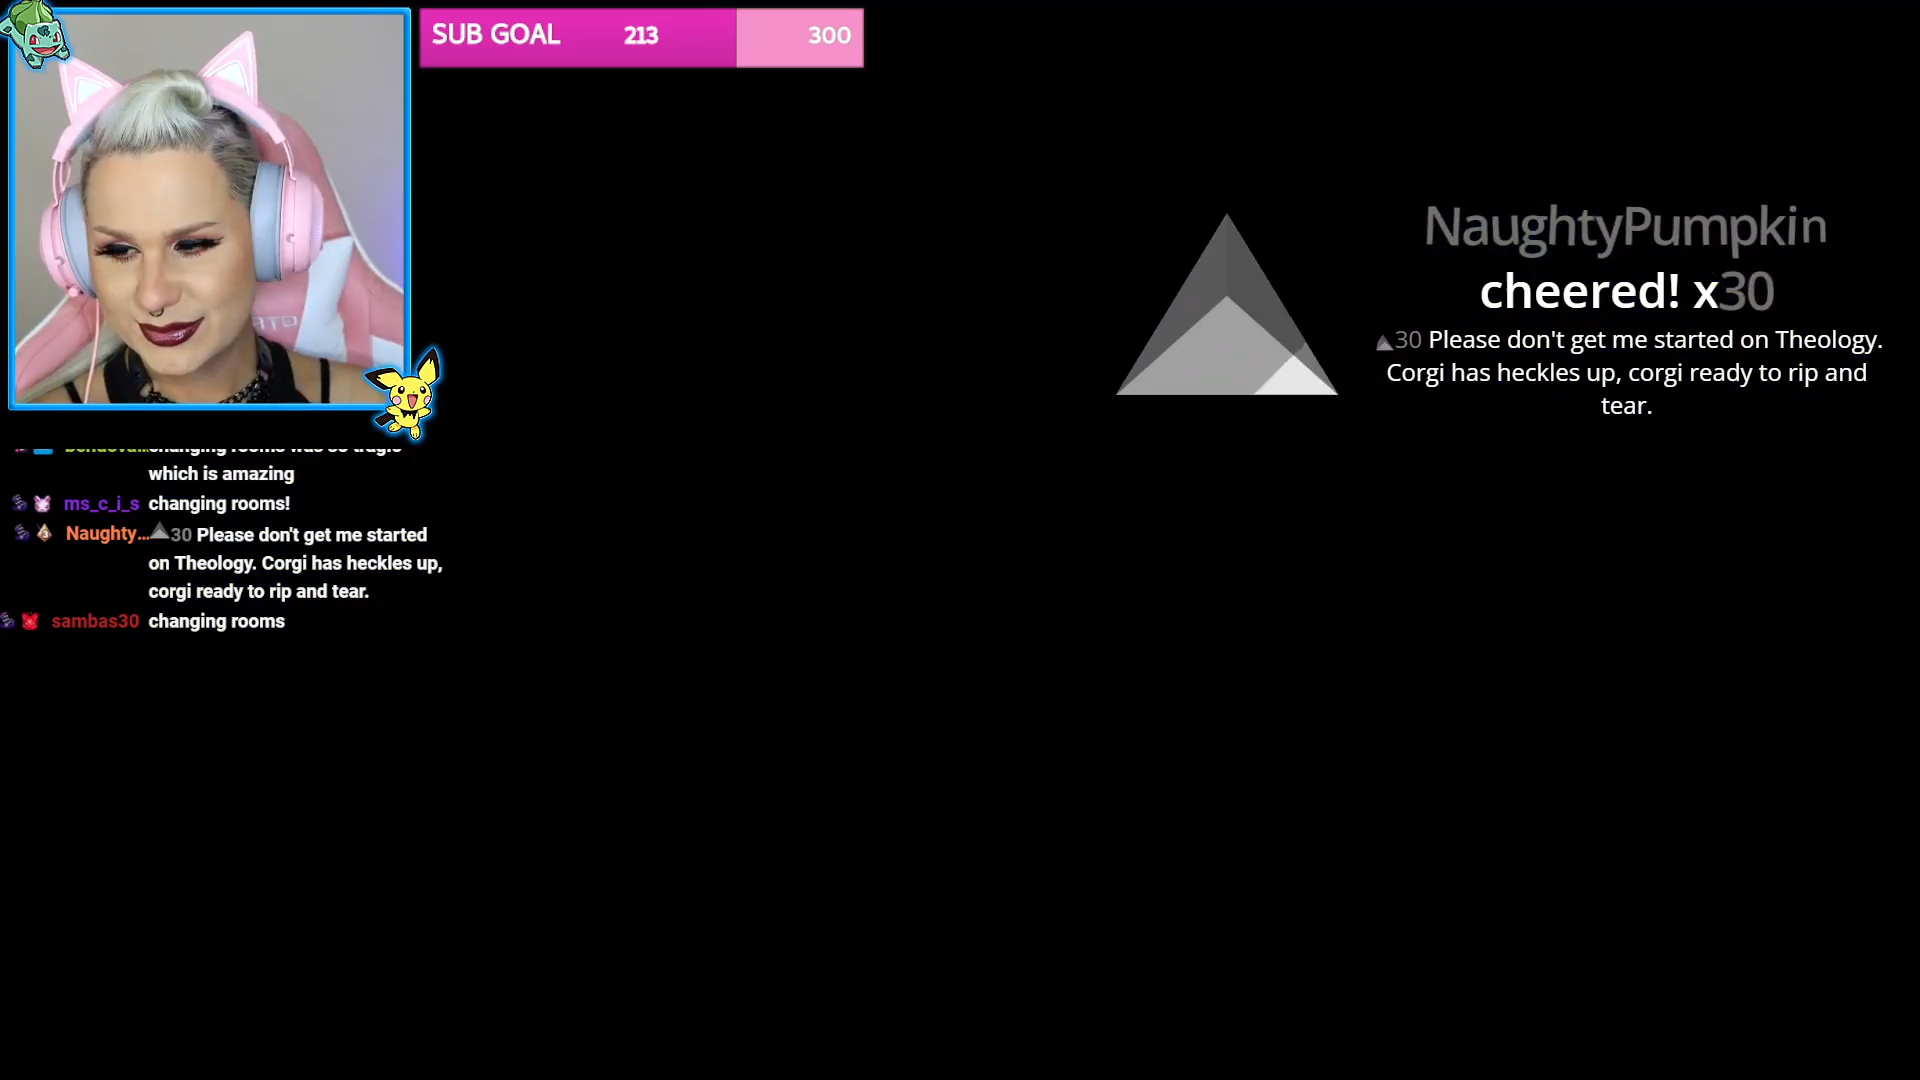 SUB GOAL 213 300
NaughtyPumpkin
cheered! x30
30 Please don't get me started on Theology.
Corgi has heckles up, corgi ready to rip and
tear.
which is amazing
ms_c_i_s changing rooms!
Naughty... 30 Please don't get me started
on Theology. Corgi has heckles up,
corgi ready to rip and tear.
sambas30 changing rooms